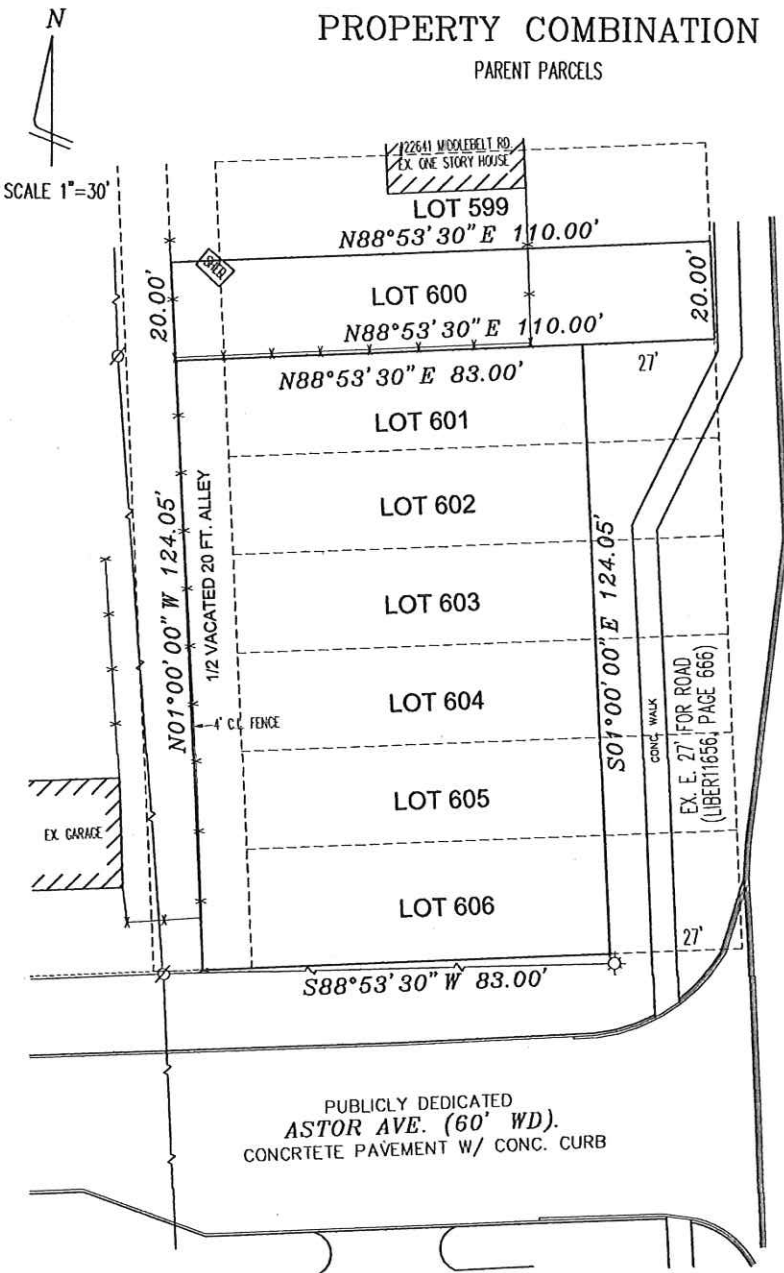 PROPERTY COMBINATION
PARENT PARCELS
N
SCALE 1"=30'
22641 MIDDLEBELT RD.
EX. ONE STORY HOUSE
LOT 599
N88°53'30"E 110.00'
20.00'
LOT 600
20.00'
N88°53'30"E 110.00'
N88°53'30"E 83.00'
27'
LOT 601
LOT 602
N01°00'00"W 124.05'
1/2 VACATED 20 FT. ALLEY
S01°00'00"E 124.05'
LOT 603
LOT 604
4' C.L. FENCE
CONC. WALK
EX. E. 27' FOR ROAD
(LIBER11656, PAGE 666)
LOT 605
EX. GARAGE
LOT 606
27'
S88°53'30"W 83.00'
PUBLICLY DEDICATED
ASTOR AVE. (60' WD).
CONCRTETE PAVEMENT W/ CONC. CURB